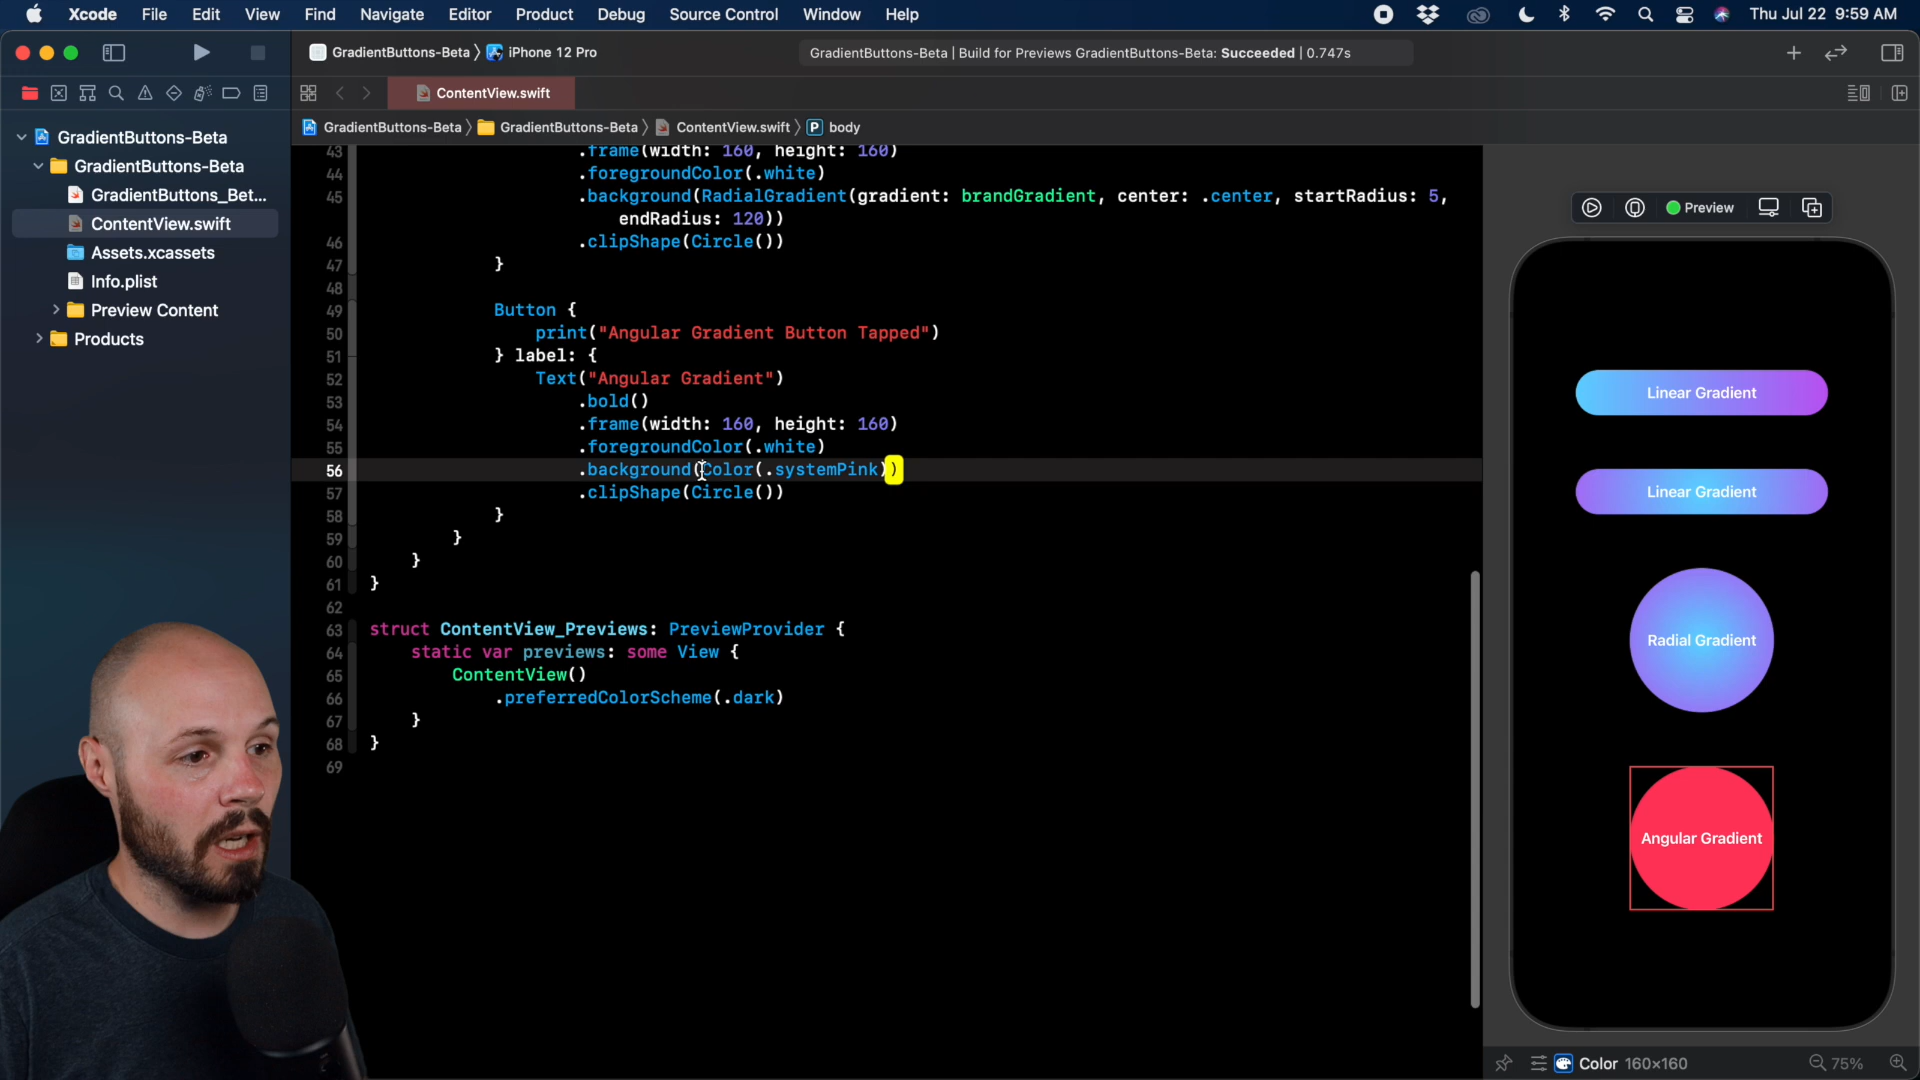 Xcode File Edit View Find Navigate Editor Product Debug Source Control Window Help Thu Jul 22 9:59 AM
GradientButtons-Beta iPhone 12 Pro
GradientButtons-Beta | Build for Previews GradientButtons-Beta: Succeeded | 0.747s
ContentView.swift
GradientButtons-Beta GradientButtons-Beta ContentView.swift P body
GradientButtons-Beta
GradientButtons-Beta
GradientButtons_Bet...
ContentView.swift
Assets.xcassets
Info.plist
Preview Content
Products
43 .frame(width: 160, height: 160)
44 .foregroundColor(.white)
45 .background(RadialGradient(gradient: brandGradient, center: .center, startRadius: 5,
endRadius: 120))
46 .clipShape(Circle())
47 }
48
49 Button {
50 print("Angular Gradient Button Tapped")
51 } label: {
52 Text("Angular Gradient")
53 .bold()
54 .frame(width: 160, height: 160)
55 .foregroundColor(.white)
56 .background(Color(.systemPink))
57 .clipShape(Circle())
58 }
59 }
60 }
61 }
62
63 struct ContentView_Previews: PreviewProvider {
64 static var previews: some View {
65 ContentView()
66 .preferredColorScheme(.dark)
67 }
68 }
69
Preview
Linear Gradient
Linear Gradient
Radial Gradient
Angular Gradient
Color 160×160 75%